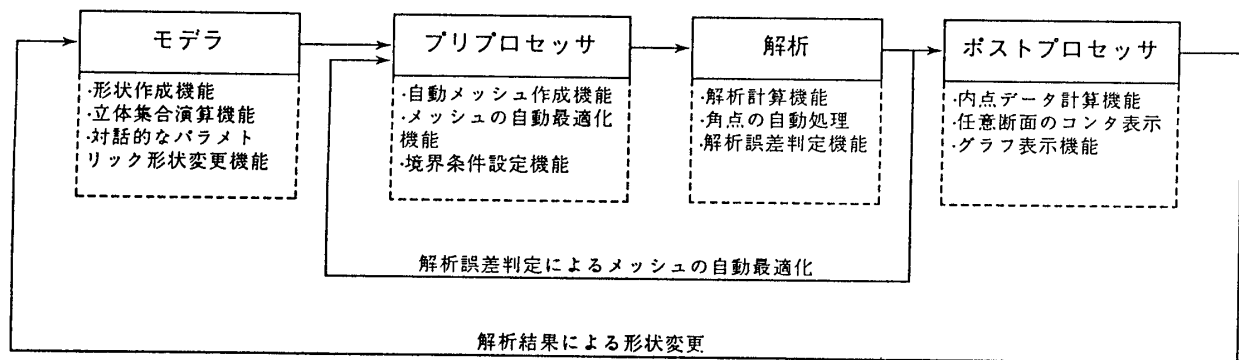 モデラ
プリプロセッサ
解析
ポストプロセッサ
·形状作成機能
·立体集合演算機能
·対話的なパラメト
リック形状変更機能
·自動メッシュ作成機能
·メッシュの自動最適化
機能
·境界条件設定機能
·解析計算機能
·角点の自動処理
·解析誤差判定機能
·内点データ計算機能
·任意断面のコンタ表示
·グラフ表示機能
解析誤差判定によるメッシュの自動最適化
解析結果による形状変更